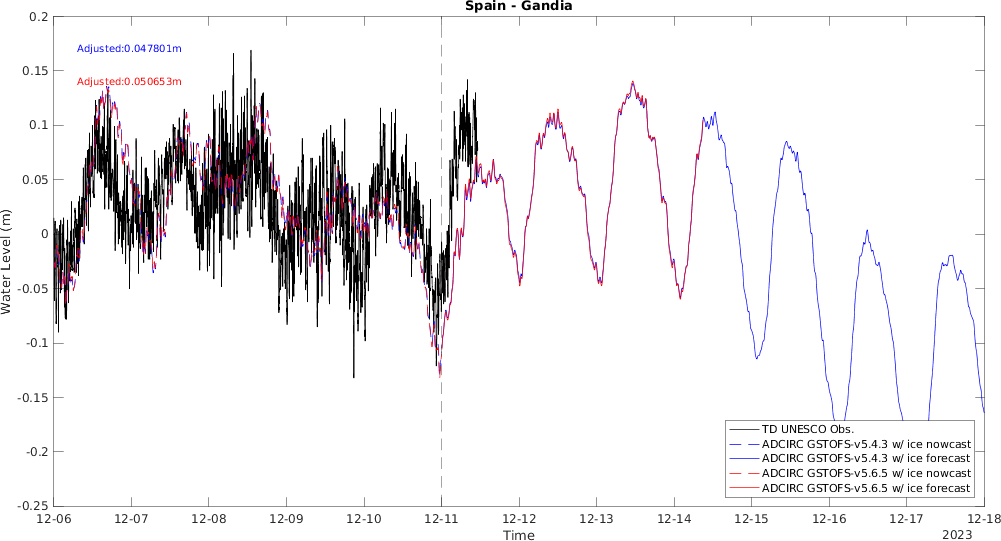 Spain - Gandia
0.2
0.15
0.1
0.05
0
-0.05
-0.1
-0.15
-0.2
-0.25
Water Level (m)
Adjusted:0.047801m
Adjusted:0.050653m
TD UNESCO Obs.
ADCIRC GSTOFS-v5.4.3 w/ ice nowcast
ADCIRC GSTOFS-v5.4.3 w/ ice forecast
ADCIRC GSTOFS-v5.6.5 w/ ice nowcast
ADCIRC GSTOFS-v5.6.5 w/ ice forecast
12-06 12-07 12-08 12-09 12-10 12-11 12-12 12-13 12-14 12-15 12-16 12-17 12-18
Time
2023